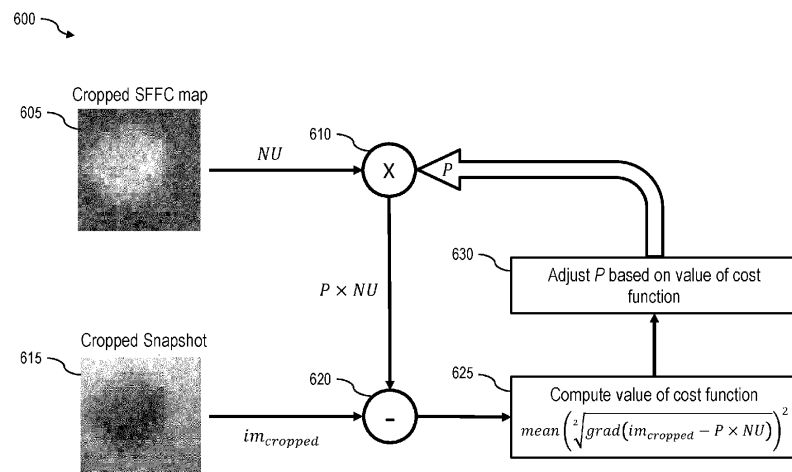 600
Cropped SFFC map
605
NU
610
X
P
P × NU
630
Adjust P based on value of cost
function
Cropped Snapshot
615
im_cropped
620
-
625
Compute value of cost function
mean(²√grad(im_cropped − P × NU))²